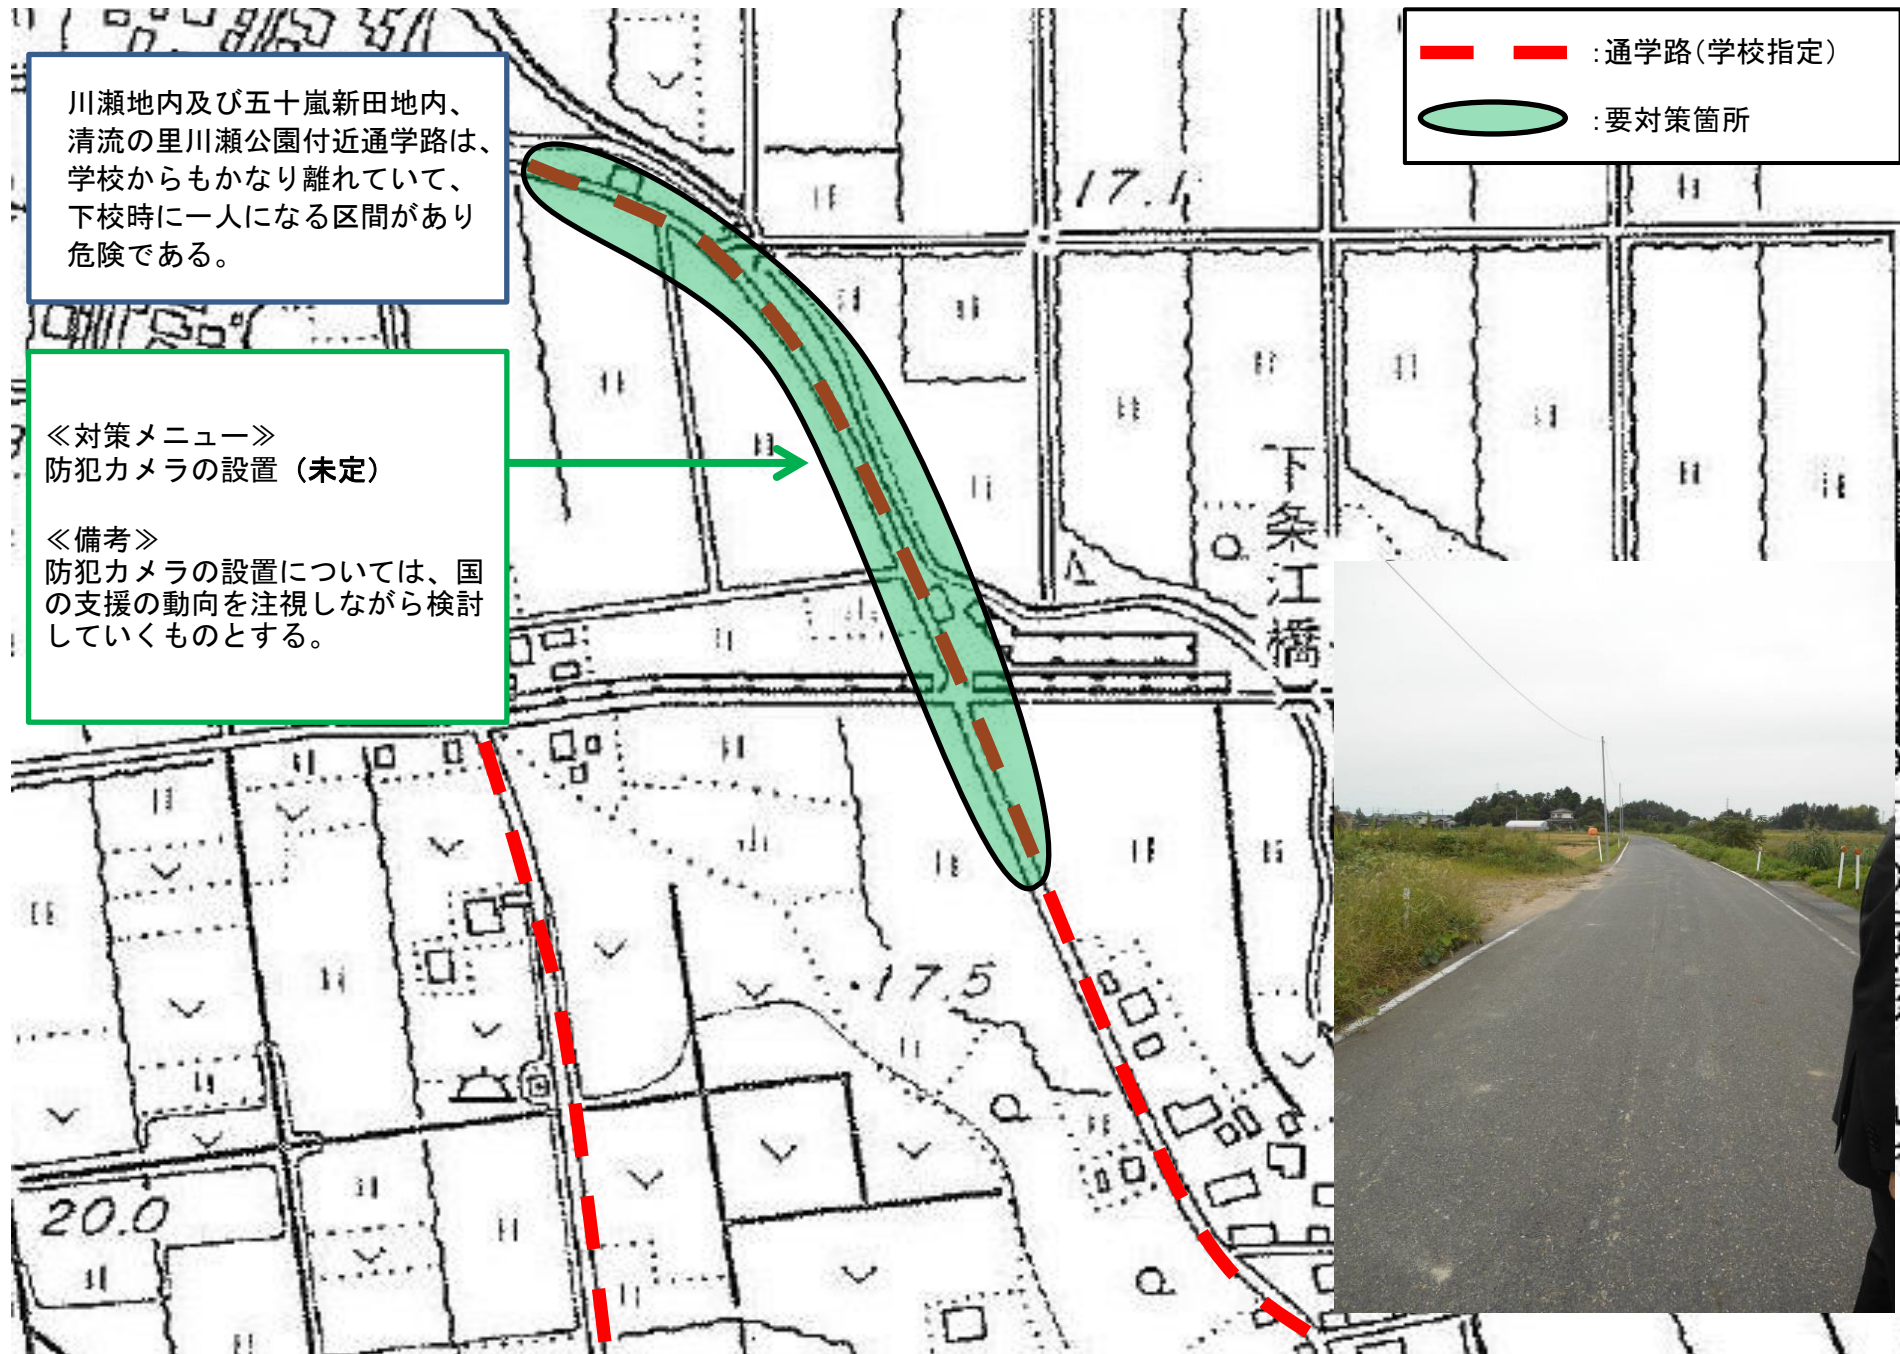 川瀬地内及び五十嵐新田地内、
清流の里川瀬公園付近通学路は、
学校からもかなり離れていて、
下校時に一人になる区間があり
危険である。
≪対策メニュー≫
防犯カメラの設置（未定）
≪備考≫
防犯カメラの設置については、国
の支援の動向を注視しながら検討
していくものとする。
：通学路（学校指定）
：要対策箇所
17.1
下条江橋
17.5
20.0